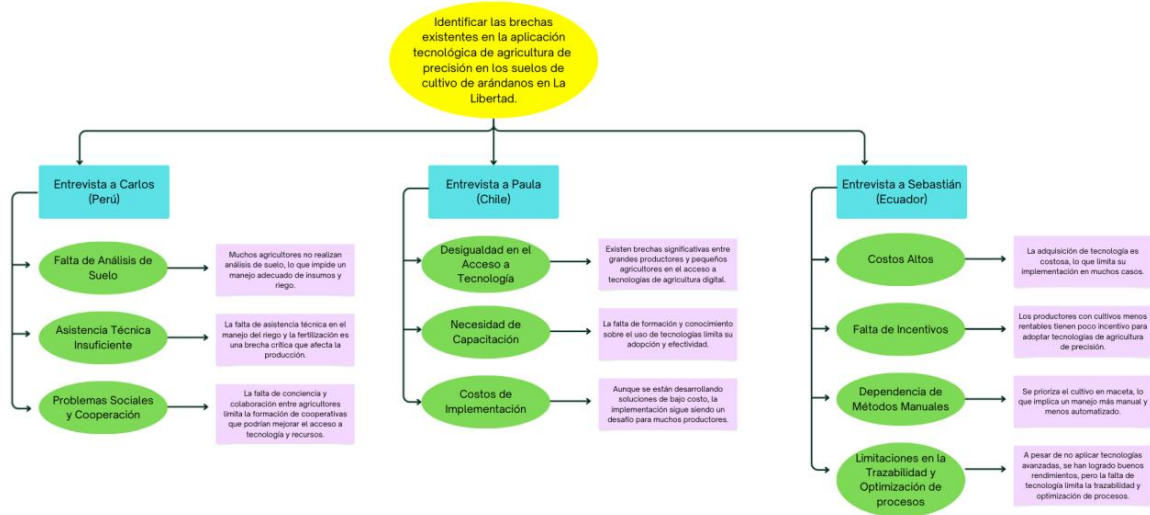 Identificar las brechas
existentes en la aplicación
tecnológica de agricultura de
precisión en los suelos de
cultivo de arándanos en La
Libertad.
Entrevista a Carlos
(Perú)
Falta de Análisis de
Suelo
Muchos agricultores no realizan
análisis de suelo, lo que impide un
manejo adecuado de insumos y
riego.
Asistencia Técnica
Insuficiente
La falta de asistencia técnica en el
manejo del riego y la fertilización es
una brecha crítica que afecta la
producción.
Problemas Sociales
y Cooperación
La falta de conciencia y
colaboración entre agricultores
limita la formación de cooperativas
que podrían mejorar el acceso a
tecnología y recursos.
Entrevista a Paula
(Chile)
Desigualdad en el
Acceso a
Tecnología
Existen brechas significativas entre
grandes productores y pequeños
agricultores en el acceso a
tecnologías de agricultura digital.
Necesidad de
Capacitación
La falta de formación y conocimiento
sobre el uso de tecnologías limita su
adopción y efectividad.
Costos de
Implementación
Aunque se están desarrollando
soluciones de bajo costo, la
implementación sigue siendo un
desafío para muchos productores.
Entrevista a Sebastián
(Ecuador)
Costos Altos
La adquisición de tecnología es
costosa, lo que limita su
implementación en muchos casos.
Falta de Incentivos
Los productores con cultivos menos
rentables tienen poco incentivo para
adoptar tecnologías de agricultura
de precisión.
Dependencia de
Métodos Manuales
Se prioriza el cultivo en maceta, lo
que implica un manejo más manual y
menos automatizado.
Limitaciones en la
Trazabilidad y
Optimización de
procesos
A pesar de no aplicar tecnologías
avanzadas, se han logrado buenos
rendimientos, pero la falta de
tecnología limita la trazabilidad y
optimización de procesos.